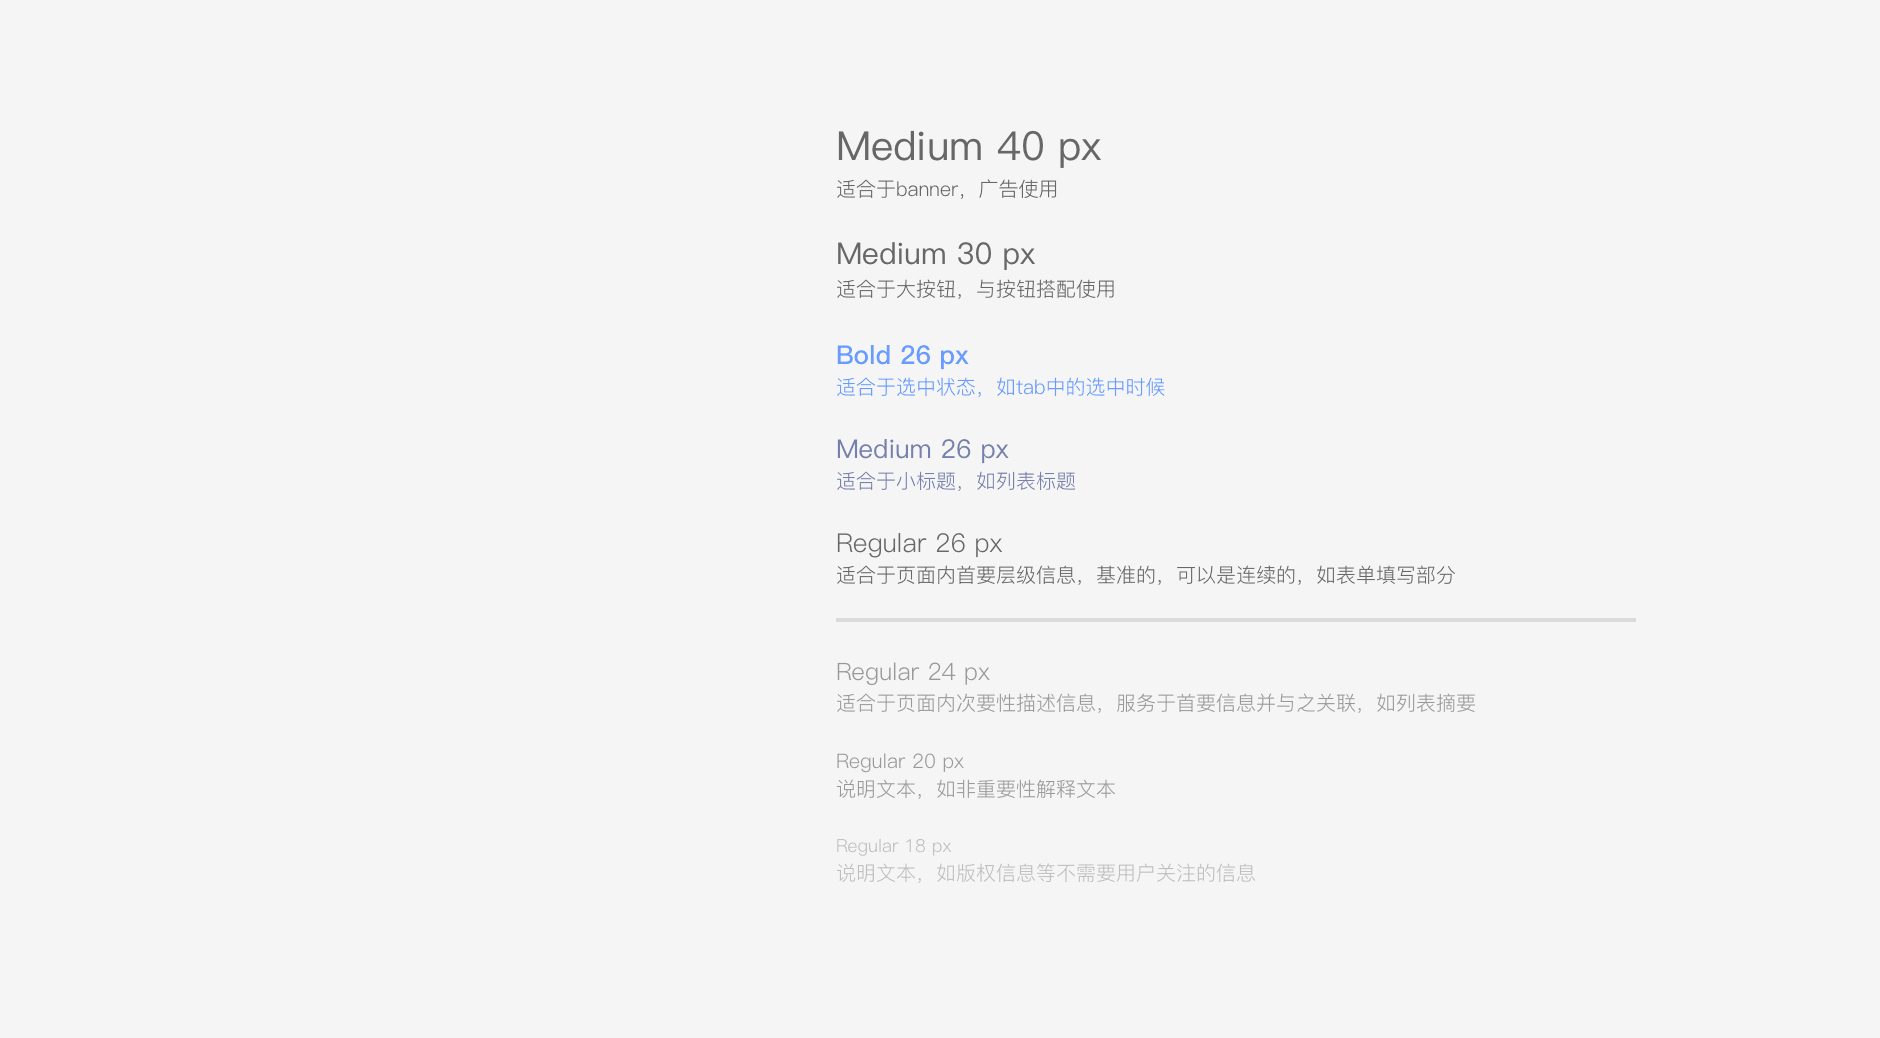 Medium 40 px
适合于banner，广告使用
Medium 30 px
适合于大按钮，与按钮搭配使用
Bold 26 px
适合于选中状态，如tab中的选中时候
Medium 26 px
适合于小标题，如列表标题
Regular 26 px
适合于页面内首要层级信息，基准的，可以是连续的，如表单填写部分
Regular 24 px
适合于页面内次要性描述信息，服务于首要信息并与之关联，如列表摘要
Regular 20 px
说明文本，如非重要性解释文本
Regular 18 px
说明文本，如版权信息等不需要用户关注的信息